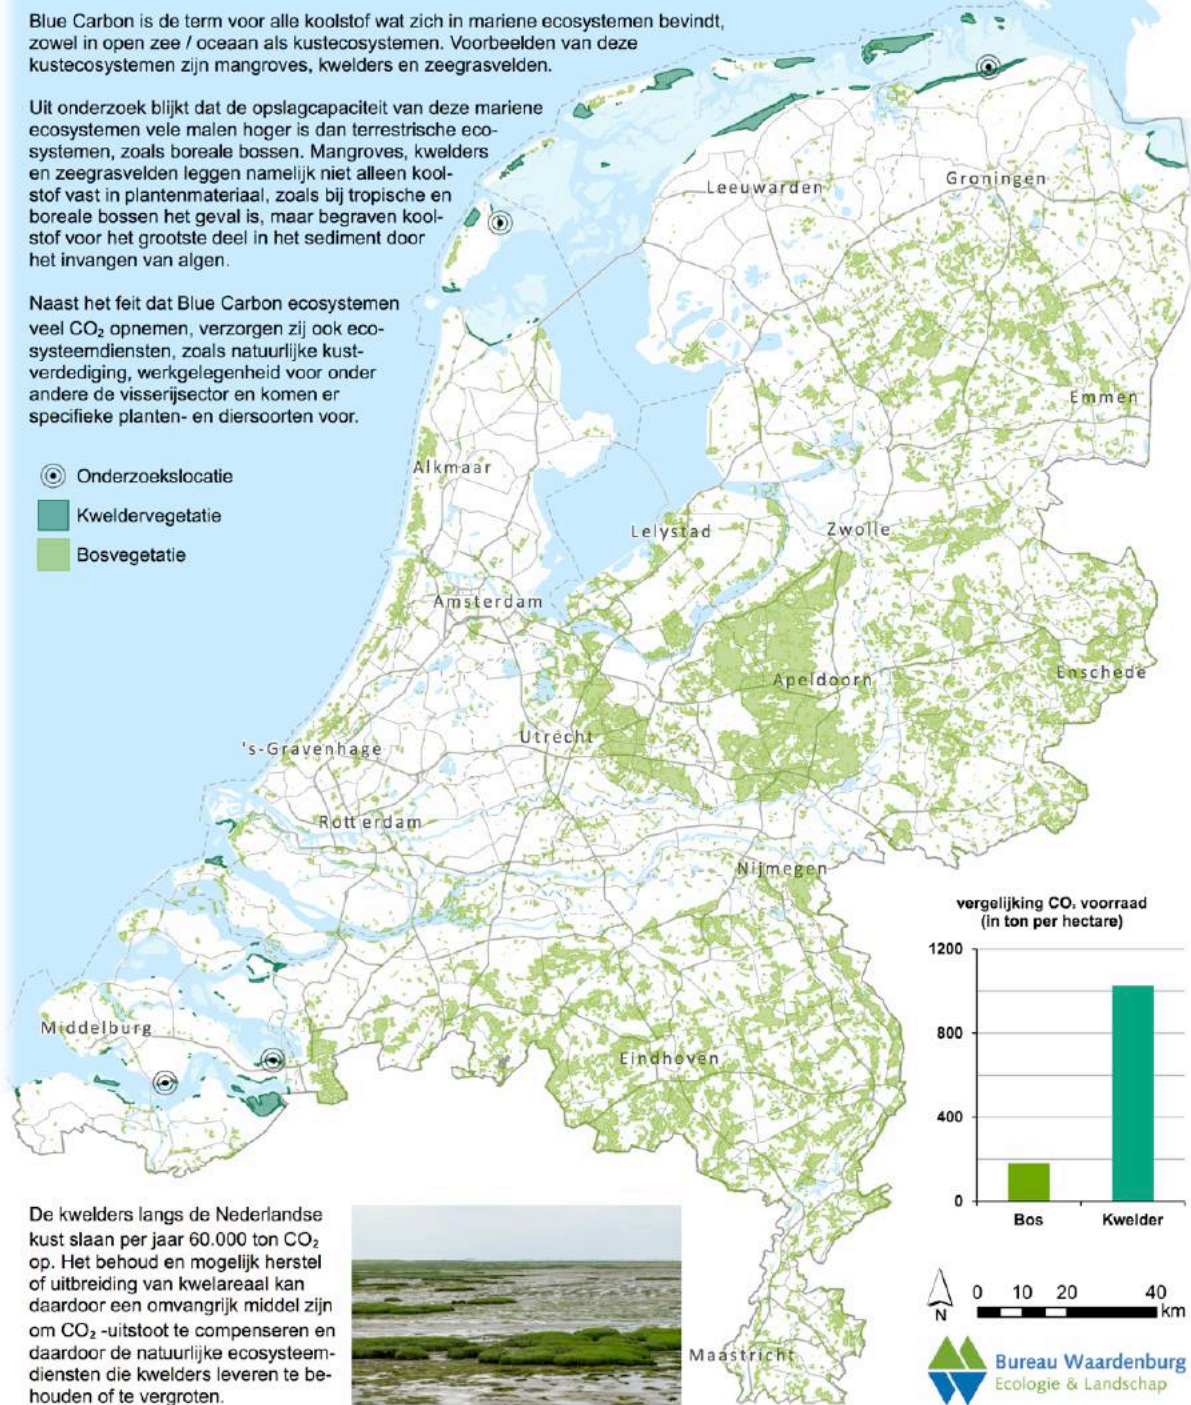 Blue Carbon is de term voor alle koolstof wat zich in mariene ecosystemen bevindt,
zowel in open zee / oceaan als kustecosystemen. Voorbeelden van deze
kustecosystemen zijn mangroves, kwelders en zeegrasvelden.
Uit onderzoek blijkt dat de opslagcapaciteit van deze mariene
ecosystemen vele malen hoger is dan terrestrische eco-
systemen, zoals boreale bossen. Mangroves, kwelders
en zeegrasvelden leggen namelijk niet alleen kool-
stof vast in plantenmateriaal, zoals bij tropische en
boreale bossen het geval is, maar begraven kool-
stof voor het grootste deel in het sediment door
het invangen van algen.
Naast het feit dat Blue Carbon ecosystemen
veel CO₂ opnemen, verzorgen zij ook eco-
systeemdiensten, zoals natuurlijke kust-
verdediging, werkgelegenheid voor onder
andere de visserijsector en komen er
specifieke planten- en diersoorten voor.
Onderzoekslocatie
Kweldervegetatie
Bosvegetatie
Leeuwarden
Groningen
Emmen
Alkmaar
Lelystad
Zwolle
Amsterdam
Apeldoorn
Enschede
Utrecht
's-Gravenhage
Rotterdam
Nijmegen
Middelburg
Eindhoven
Maastricht
vergelijking CO₂ voorraad
(in ton per hectare)
1200
800
400
0
Bos
Kwelder
De kwelders langs de Nederlandse
kust slaan per jaar 60.000 ton CO₂
op. Het behoud en mogelijk herstel
of uitbreiding van kwelareaal kan
daardoor een omvangrijk middel zijn
om CO₂ -uitstoot te compenseren en
daardoor de natuurlijke ecosysteem-
diensten die kwelders leveren te be-
houden of te vergroten.
N
0 10 20 40
km
Bureau Waardenburg
Ecologie & Landschap